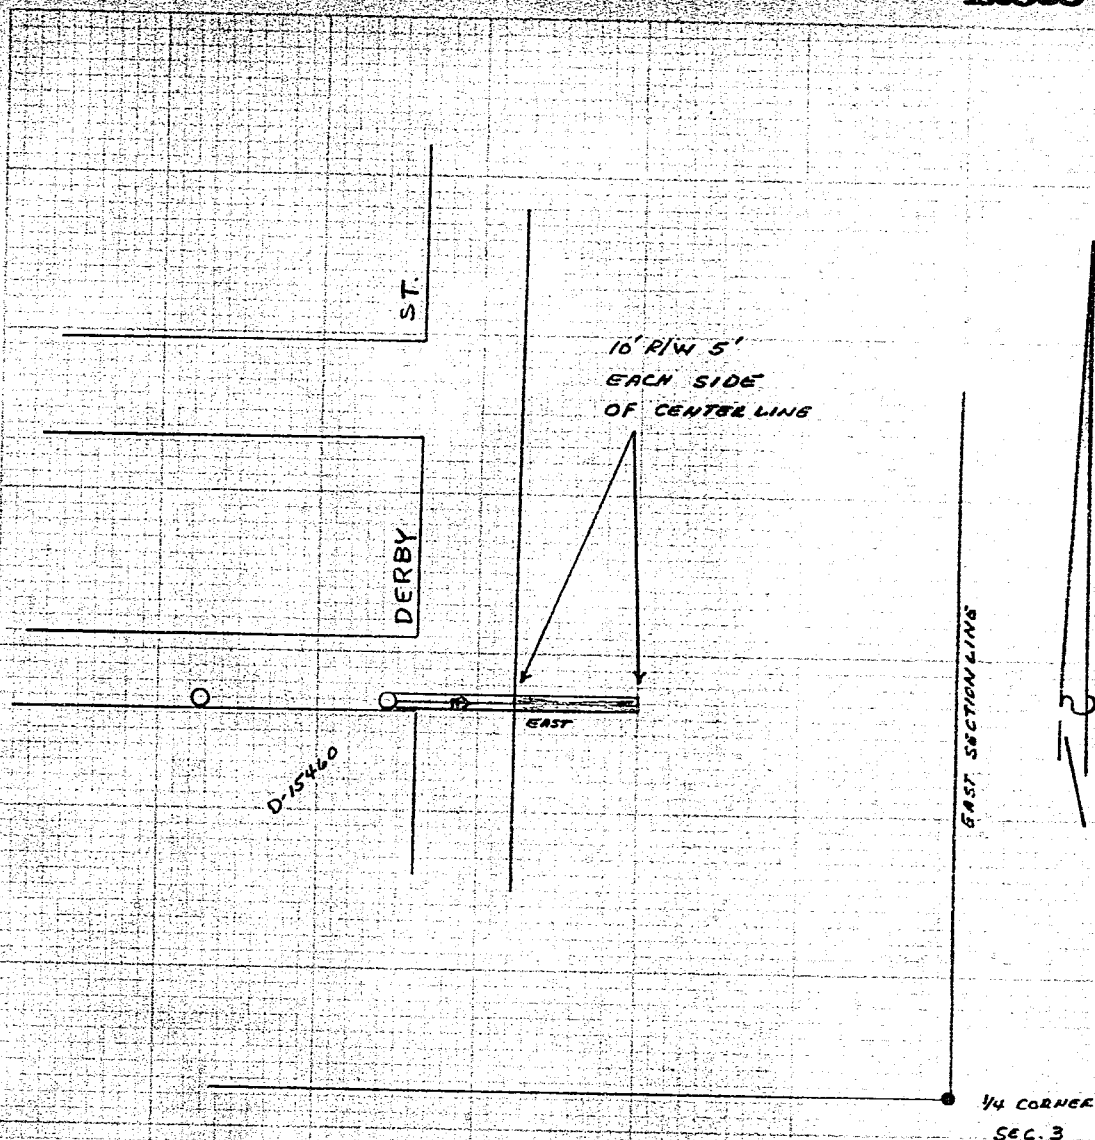 ST.
10' R/W 5'
EACH SIDE
OF CENTER LINE
DERBY
EAST
EAST SECTION LINE
D-15460
1/4 CORNER
SEC. 3